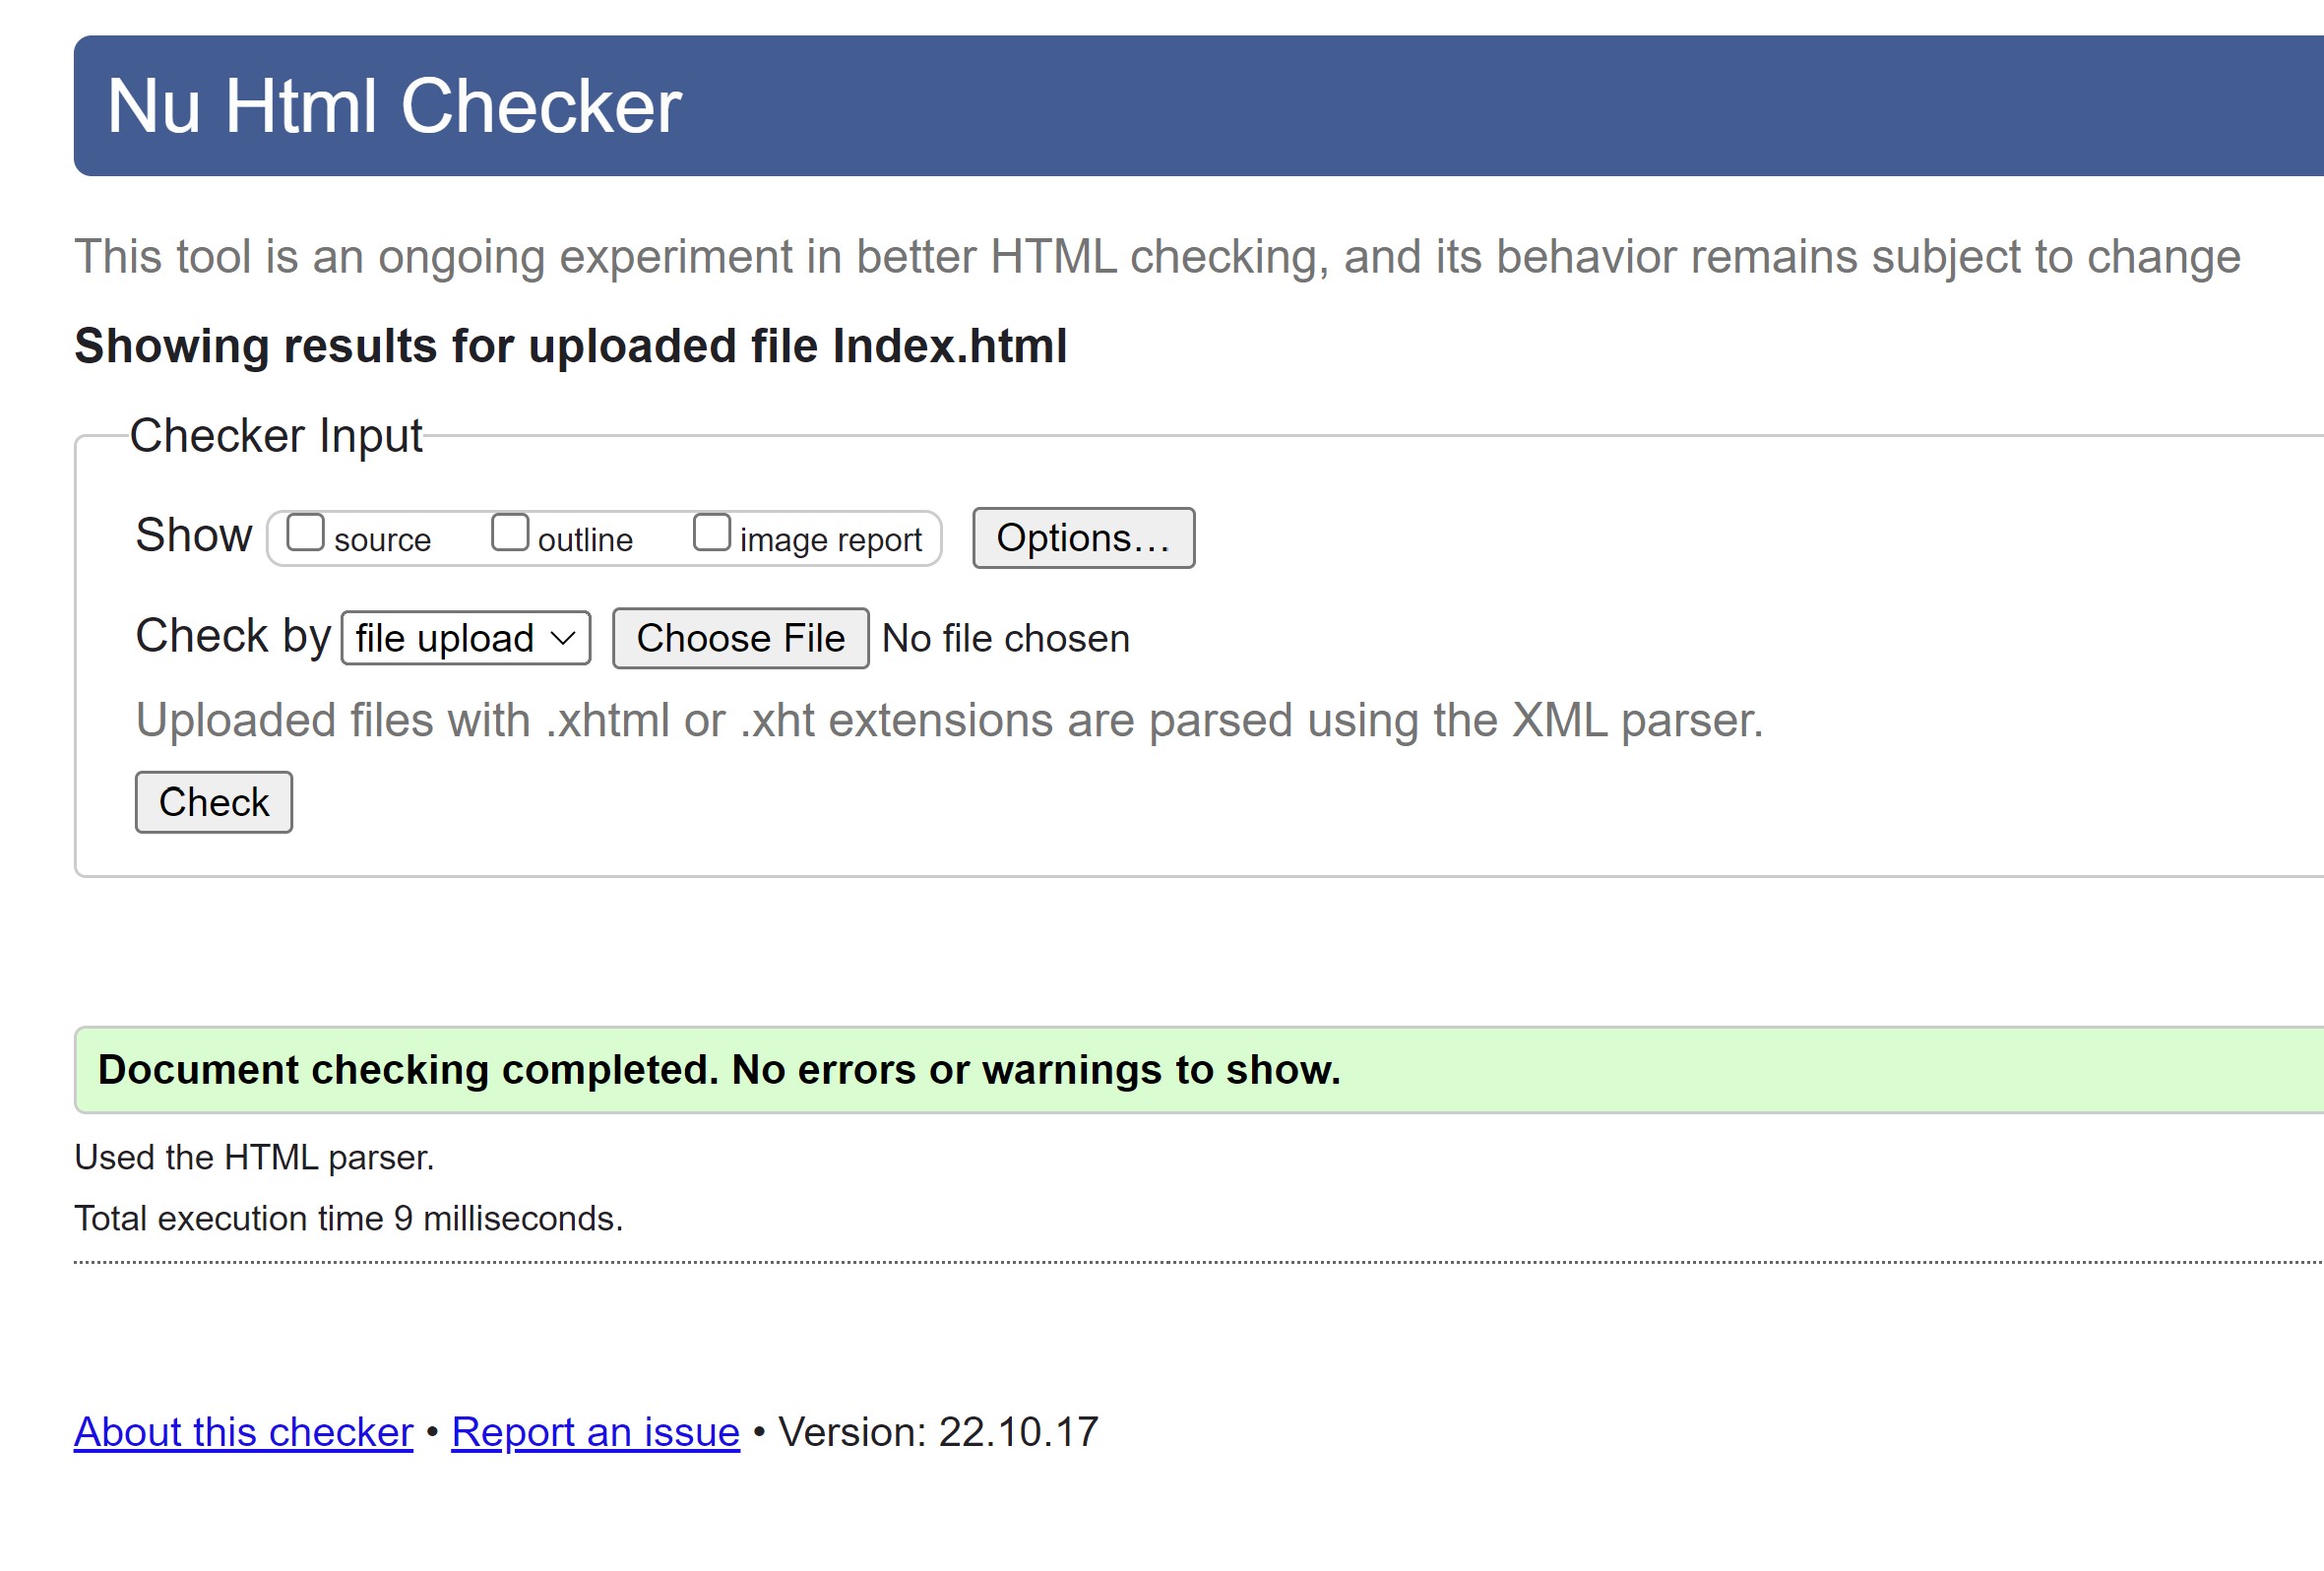 Nu Html Checker
This tool is an ongoing experiment in better HTML checking, and its behavior remains subject to change
Showing results for uploaded file Index.html
Checker Input
Show source outline image report Options...
Check by file upload Choose File No file chosen
Uploaded files with .xhtml or .xht extensions are parsed using the XML parser.
Check
Document checking completed. No errors or warnings to show.
Used the HTML parser.
Total execution time 9 milliseconds.
About this checker • Report an issue • Version: 22.10.17